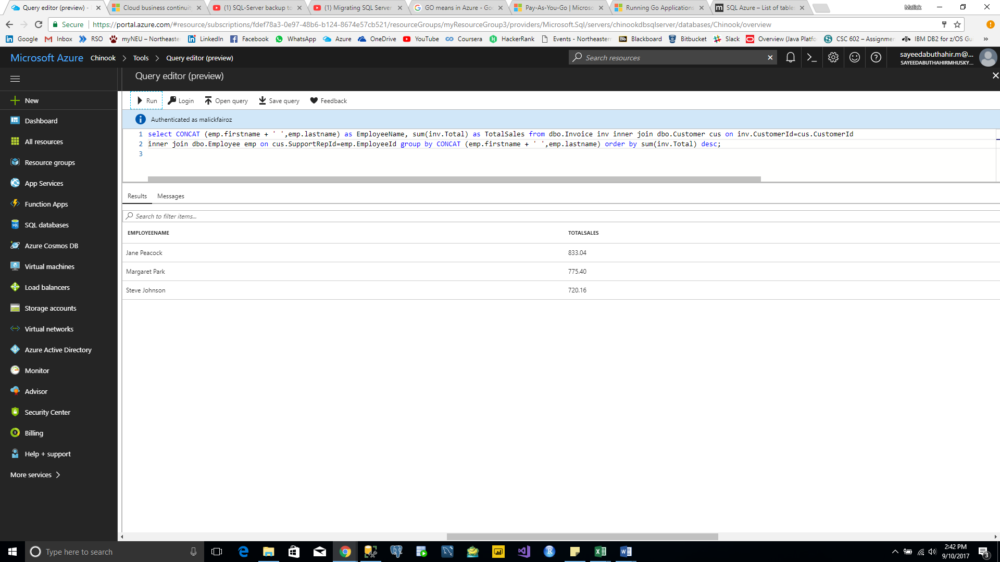 Query editor (preview) -
Cloud business continuit
(1) SQL-Server backup to
(1) Migrating SQL Server
GO means in Azure - Goo
Pay-As-You-Go | Microso
Running Go Applications
SQL Azure – List of tables
Malick
Secure
https://portal.azure.com/#resource/subscriptions/fdef78a3-0e97-48b6-b124-8674e57cb521/resourceGroups/myResourceGroup3/providers/Microsoft.Sql/servers/chinookdbsqlserver/databases/Chinook/overview
Google
Inbox
RSO
myNEU – Northeaste
LinkedIn
Facebook
WhatsApp
Azure
OneDrive
YouTube
Coursera
HackerRank
Events - Northeastern
Blackboard
Bitbucket
Slack
Overview (Java Platfo
CSC 602 – Assignmen
IBM DB2 for z/OS Gu
Microsoft Azure
Chinook > Tools > Query editor (preview)
Search resources
sayeedabuthahir.m@...
SAYEEDABUTHAHIRMHUSKY...
Query editor (preview)
New
Dashboard
All resources
Resource groups
App Services
Function Apps
SQL databases
Azure Cosmos DB
Virtual machines
Load balancers
Storage accounts
Virtual networks
Azure Active Directory
Monitor
Advisor
Security Center
Billing
Help + support
More services >
Run
Login
Open query
Save query
Feedback
Authenticated as malickfairoz
1 select CONCAT (emp.firstname + ' ',emp.lastname) as EmployeeName, sum(inv.Total) as TotalSales from dbo.Invoice inv inner join dbo.Customer cus on inv.CustomerId=cus.CustomerId
2 inner join dbo.Employee emp on cus.SupportRepId=emp.EmployeeId group by CONCAT (emp.firstname + ' ',emp.lastname) order by sum(inv.Total) desc;
3
Results Messages
Search to filter items...
EMPLOYEENAME TOTALSALES
Jane Peacock 833.04
Margaret Park 775.40
Steve Johnson 720.16
Type here to search
2:42 PM
9/10/2017
3